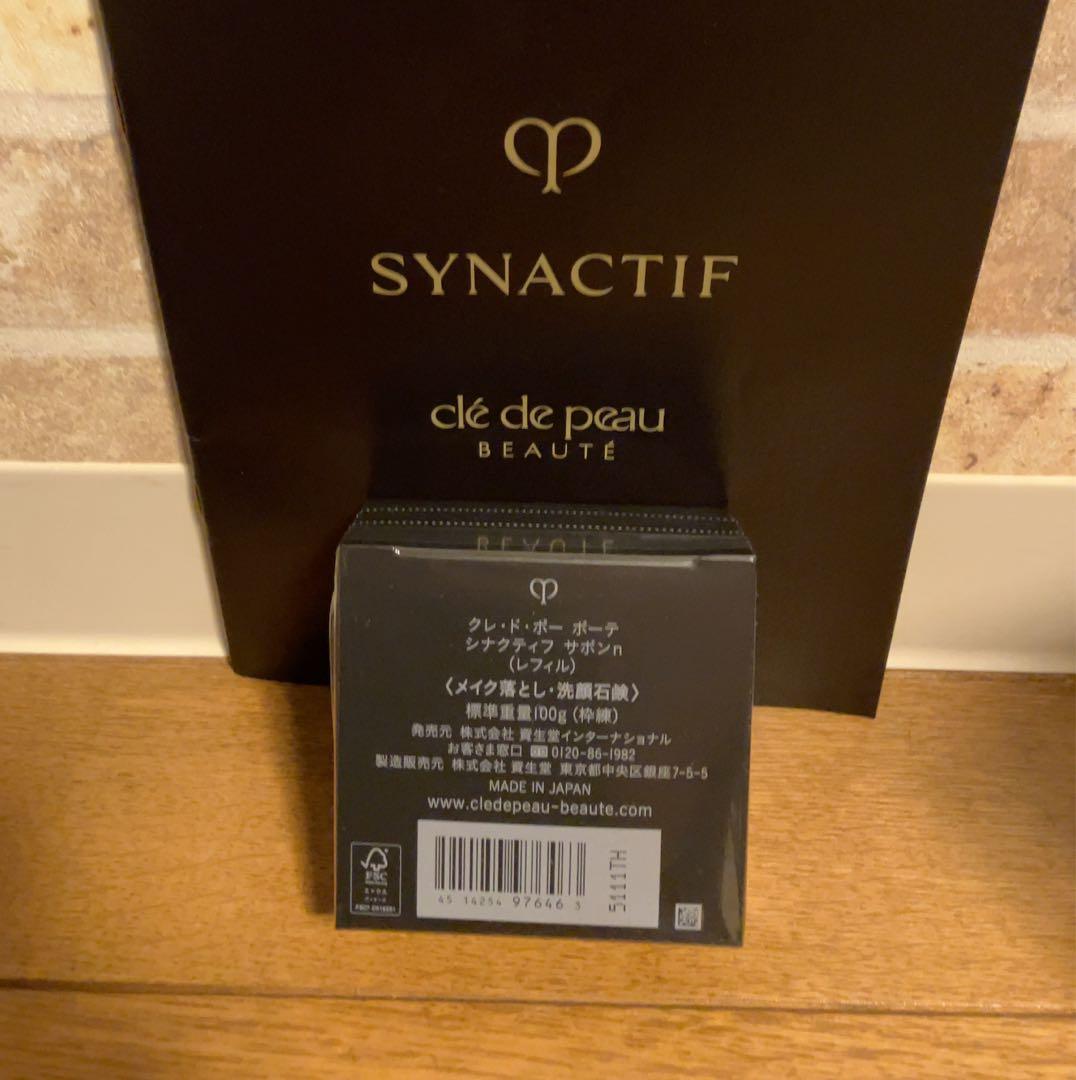 SYNACTIF
clé de peau
BEAUTÉ
クレ・ド・ポー ボーテ
シナクティフ サボンn
(レフィル)
〈メイク落とし・洗顔石鹸〉
標準重量100g (枠練)
発売元 株式会社 資生堂インターナショナル
お客さま窓口 0120-86-1982
製造販売元 株式会社 資生堂 東京都中央区銀座7-5-5
MADE IN JAPAN
www.cledepeau-beaute.com
FSC
45 14254 97646 3
5111TH